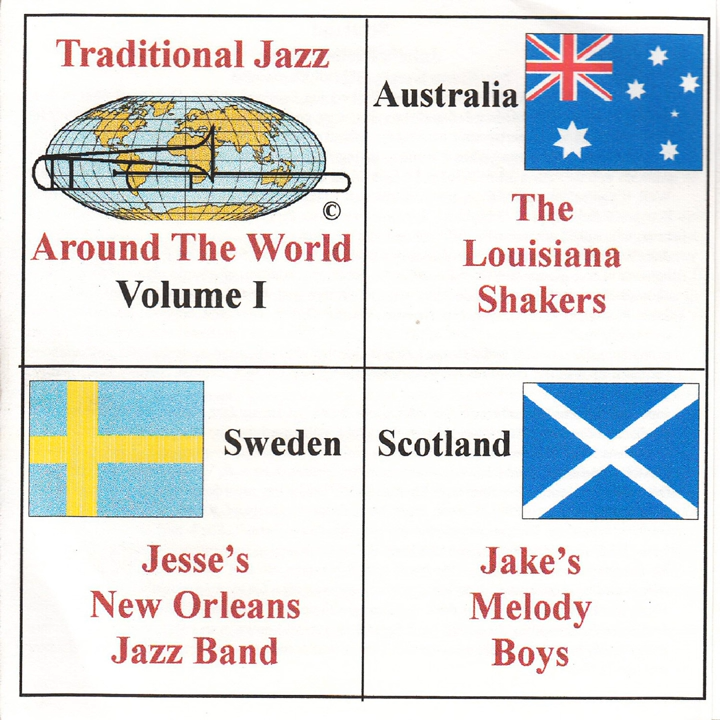 Traditional Jazz
©
Around The World
Volume I
Australia
The
Louisiana
Shakers
Sweden
Jesse's
New Orleans
Jazz Band
Scotland
Jake's
Melody
Boys